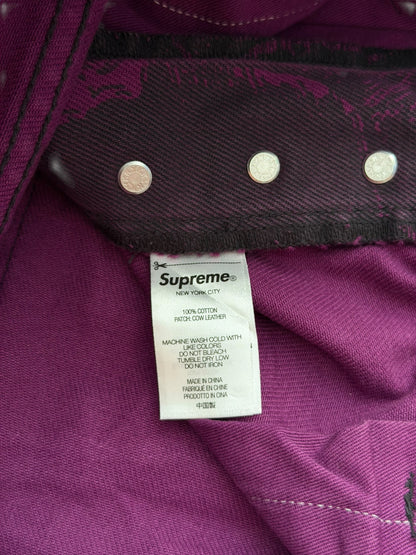 Supreme®
NEW YORK CITY
100% COTTON
PATCH: COW LEATHER
MACHINE WASH COLD WITH
LIKE COLORS
DO NOT BLEACH
TUMBLE DRY LOW
DO NOT IRON
MADE IN CHINA
FABRIQUÉ EN CHINE
PRODOTTO IN CINA
中国製